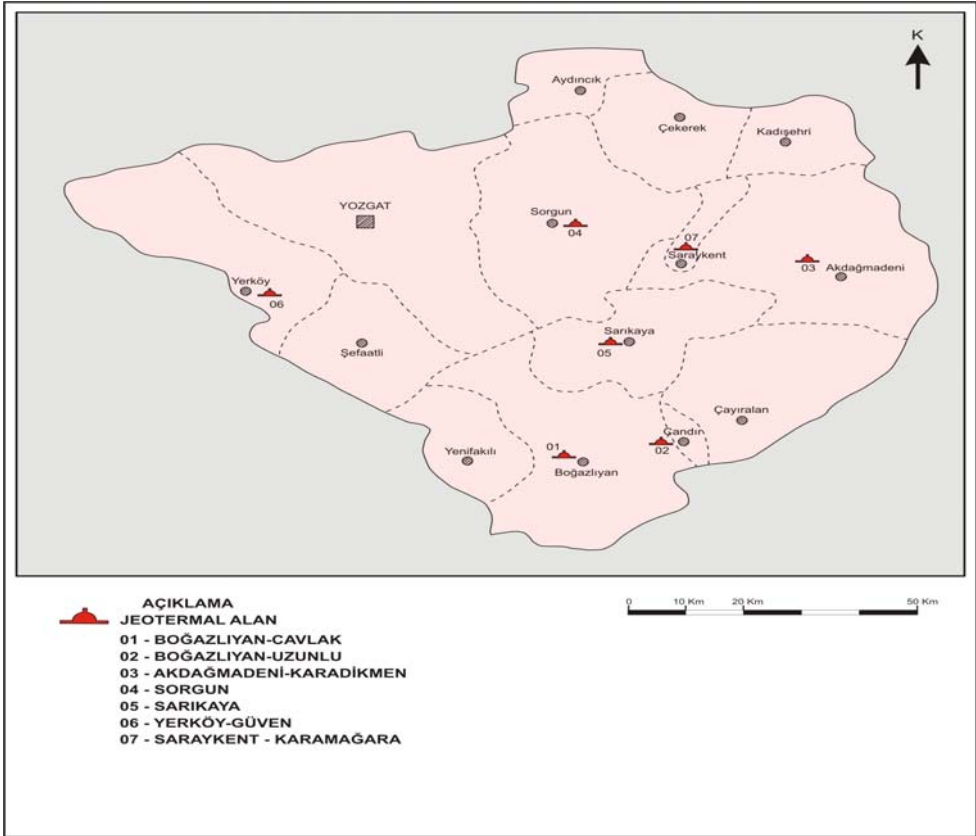 K
Aydıncık
Çekerek
Kadışehri
YOZGAT
Sorgun
04
07
Saraykent
03
Akdağmadeni
Yerköy
06
Şefaatli
Sarıkaya
05
Çayıralan
Çandır
02
Yenifakılı
01
Boğazlıyan
AÇIKLAMA
JEOTERMAL ALAN
01 - BOĞAZLIYAN-CAVLAK
02 - BOĞAZLIYAN-UZUNLU
03 - AKDAĞMADENİ-KARADİKMEN
04 - SORGUN
05 - SARIKAYA
06 - YERKÖY-GÜVEN
07 - SARAYKENT - KARAMAĞARA
0 10 Km 20 Km 50 Km